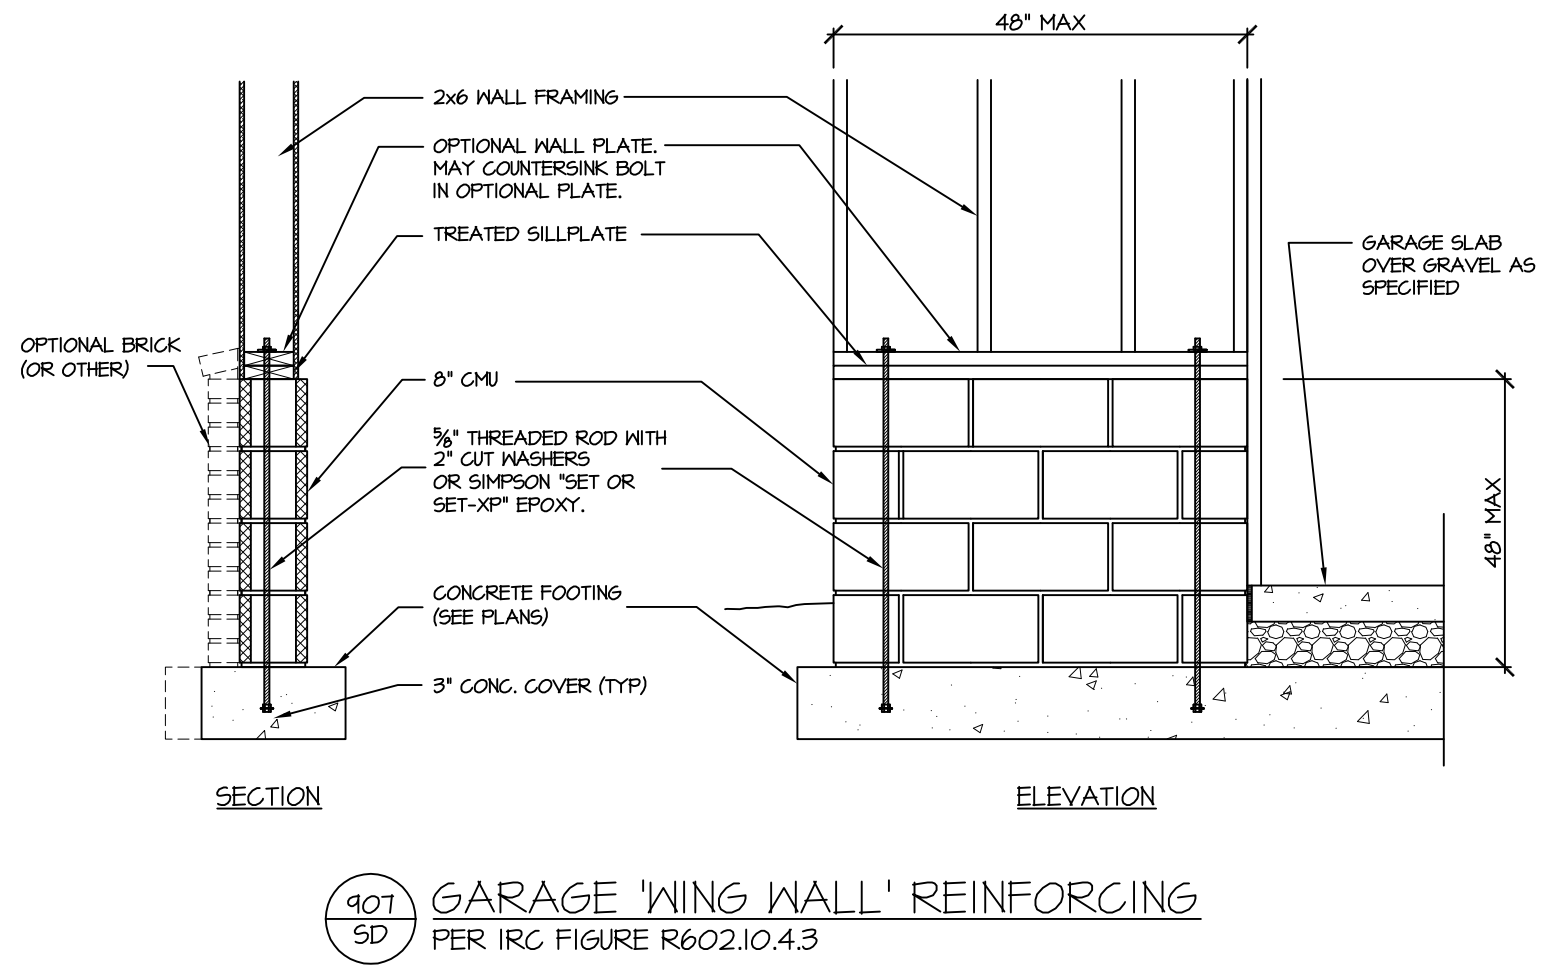 48" MAX
2x6 WALL FRAMING
OPTIONAL WALL PLATE.
MAY COUNTERSINK BOLT
IN OPTIONAL PLATE.
TREATED SILLPLATE
GARAGE SLAB
OVER GRAVEL AS
SPECIFIED
OPTIONAL BRICK
(OR OTHER)
8" CMU
⅝" THREADED ROD WITH
2" CUT WASHERS
OR SIMPSON "SET OR
SET-XP" EPOXY.
48" MAX
CONCRETE FOOTING
(SEE PLANS)
3" CONC. COVER (TYP)
SECTION
ELEVATION
907
SD
GARAGE 'WING WALL' REINFORCING
PER IRC FIGURE R602.10.4.3